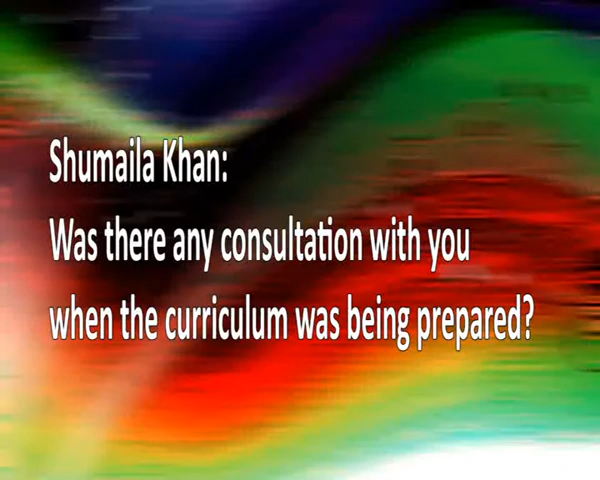 Shumaila Khan:
Was there any consultation with you
when the curriculum was being prepared?